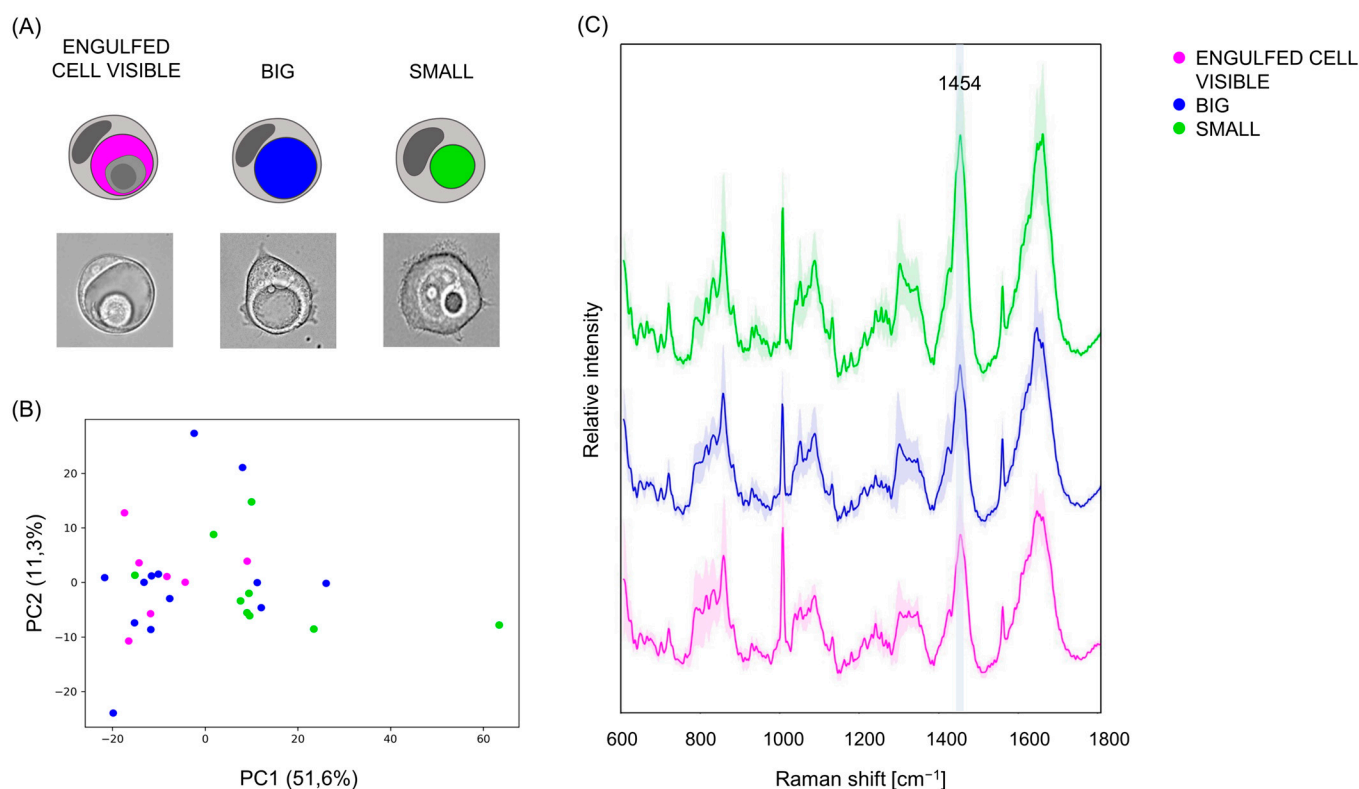 (A)
ENGULFED
CELL VISIBLE
BIG
SMALL
(B)
PC2 (11,3%)
20
10
0
−10
−20
−20
0
20
40
60
PC1 (51,6%)
(C)
1454
Relative intensity
600
800
1000
1200
1400
1600
1800
Raman shift [cm⁻¹]
ENGULFED CELL
VISIBLE
BIG
SMALL